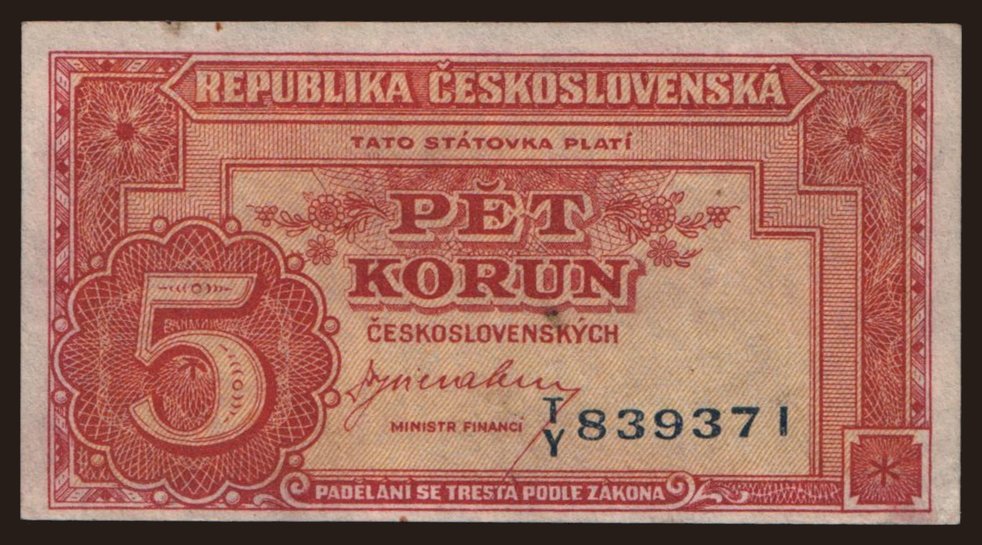 REPUBLIKA ČESKOSLOVENSKÁ
TATO STÁTOVKA PLATÍ
PĚT
KORUN
ČESKOSLOVENSKÝCH
5
MINISTR FINANCÍ
T/Y 839371
PADĚLÁNÍ SE TRESTÁ PODLE ZÁKONA